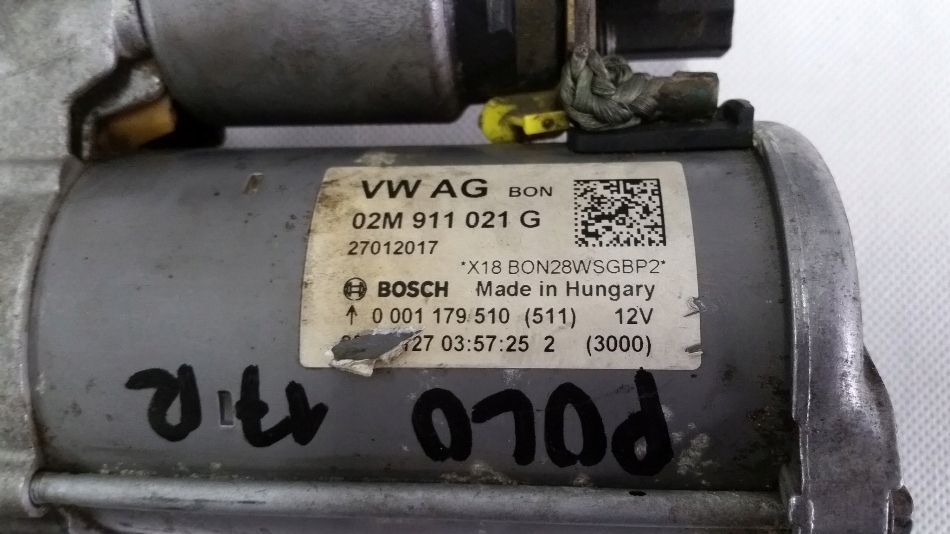 VW AG BON
02M 911 021 G
27012017
*X18 BON28WSGBP2*
BOSCH Made in Hungary
↑ 0 001 179 510 (511) 12V
127 03:57:25 2 (3000)
POLO 17R